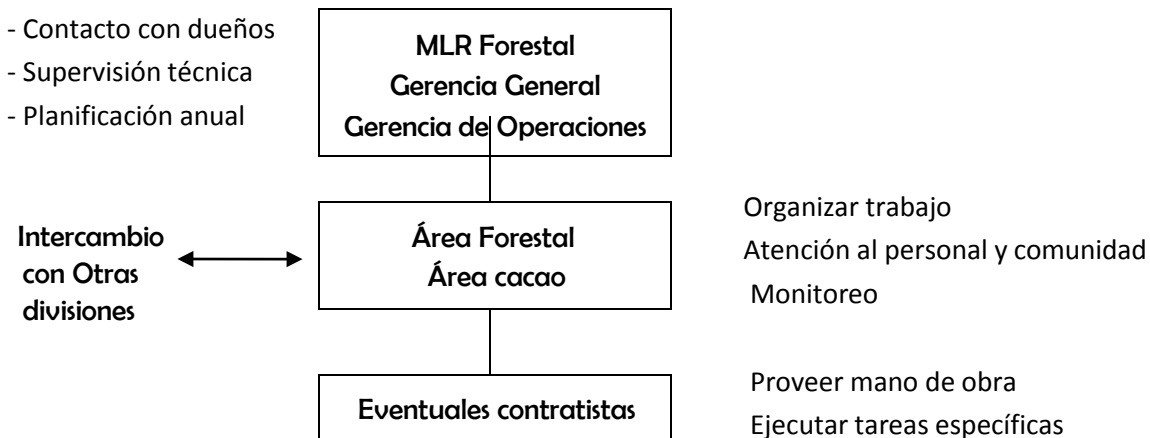 - Contacto con dueños
- Supervisión técnica
- Planificación anual
MLR Forestal
Gerencia General
Gerencia de Operaciones
Intercambio
con Otras
divisiones
Área Forestal
Área cacao
Organizar trabajo
Atención al personal y comunidad
Monitoreo
Eventuales contratistas
Proveer mano de obra
Ejecutar tareas específicas